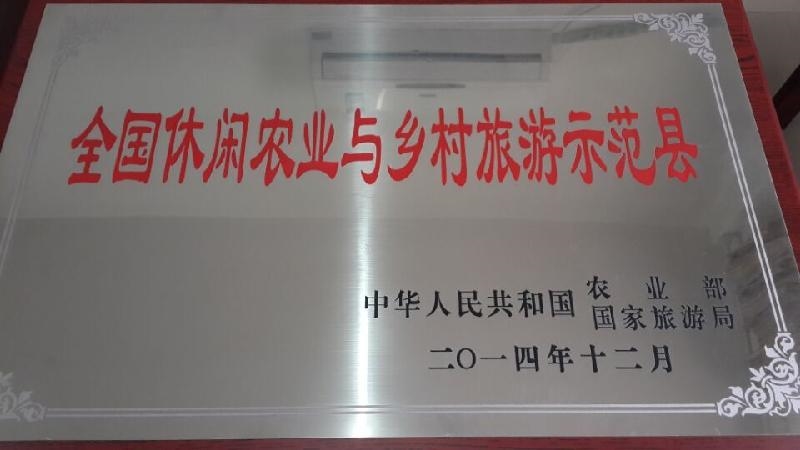 全国休闲农业与乡村旅游示范县
中华人民共和国 农业部
国家旅游局
二〇一四年十二月